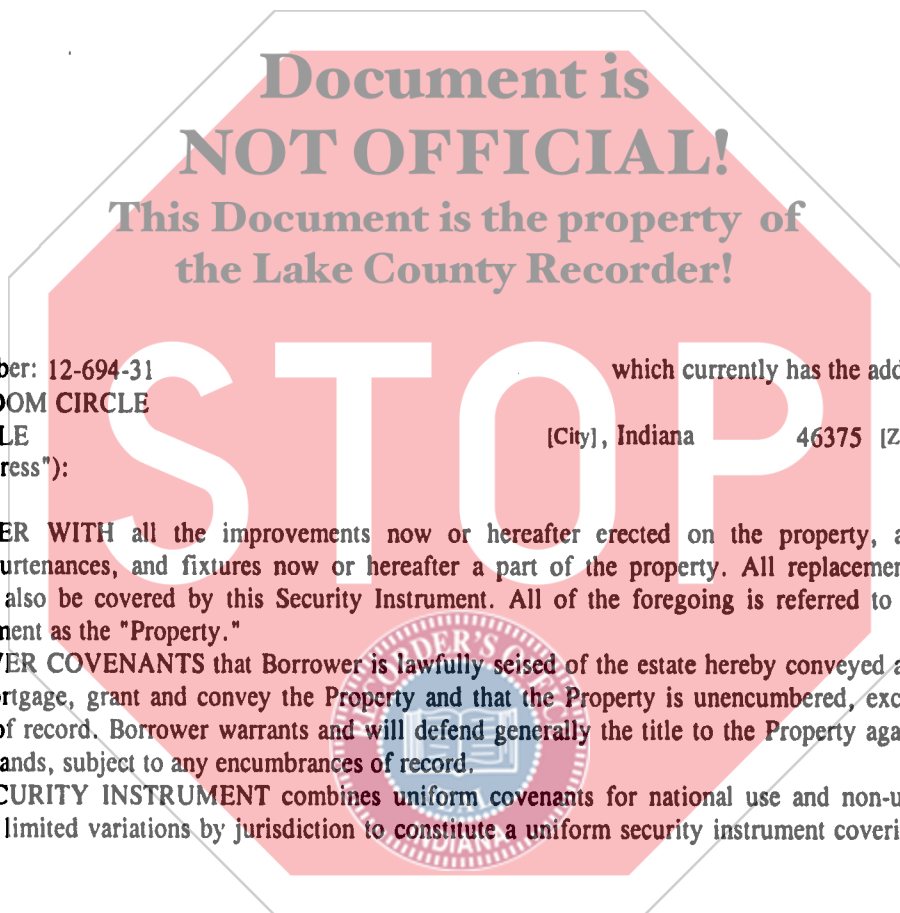 Document is
NOT OFFICIAL!
This Document is the property of
the Lake County Recorder!
STOP
ber: 12-694-31 which currently has the add
OOM CIRCLE
LE [City], Indiana 46375 [Z
ress"):
ER WITH all the improvements now or hereafter erected on the property, a
urtenances, and fixtures now or hereafter a part of the property. All replacemen
also be covered by this Security Instrument. All of the foregoing is referred to
ment as the "Property."
VER COVENANTS that Borrower is lawfully seised of the estate hereby conveyed a
rtgage, grant and convey the Property and that the Property is unencumbered, exc
of record. Borrower warrants and will defend generally the title to the Property aga
ands, subject to any encumbrances of record.
CURITY INSTRUMENT combines uniform covenants for national use and non-u
limited variations by jurisdiction to constitute a uniform security instrument coveri
RECORDER'S OFFICE
INDIANA